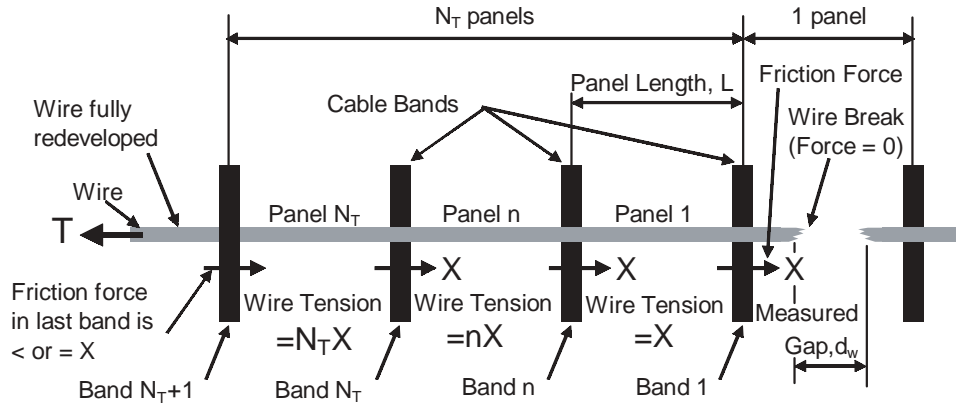 N_T panels
1 panel
Panel Length, L
Friction Force
Cable Bands
Wire Break
(Force = 0)
Wire fully
redeveloped
Wire
T
Panel N_T
Panel n
Panel 1
X
X
X
Friction force
in last band is
< or = X
Wire Tension
=N_TX
Wire Tension
=nX
Wire Tension
=X
Measured
Gap,d_w
Band N_T+1
Band N_T
Band n
Band 1